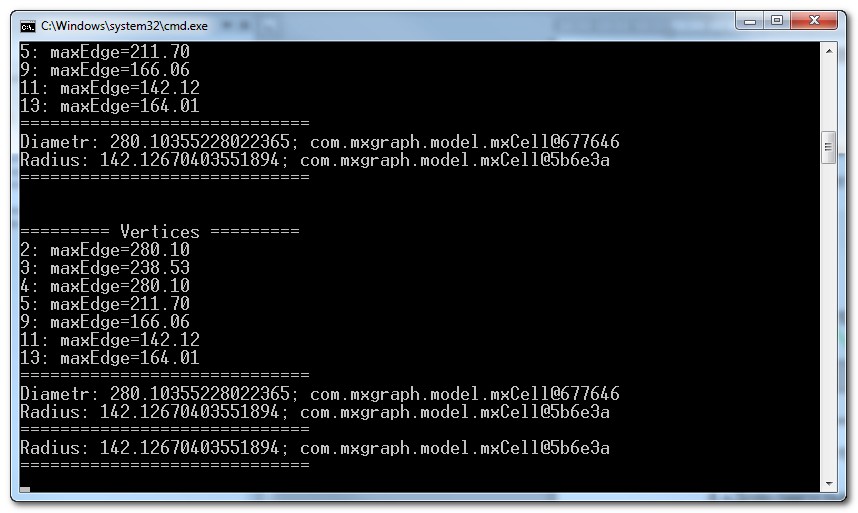 C:\Windows\system32\cmd.exe
5: maxEdge=211.70
9: maxEdge=166.06
11: maxEdge=142.12
13: maxEdge=164.01
=============================
Diametr: 280.10355228022365; com.mxgraph.model.mxCell@677646
Radius: 142.12670403551894; com.mxgraph.model.mxCell@5b6e3a
=============================
========= Vertices =========
2: maxEdge=280.10
3: maxEdge=238.53
4: maxEdge=280.10
5: maxEdge=211.70
9: maxEdge=166.06
11: maxEdge=142.12
13: maxEdge=164.01
=============================
Diametr: 280.10355228022365; com.mxgraph.model.mxCell@677646
Radius: 142.12670403551894; com.mxgraph.model.mxCell@5b6e3a
=============================
Radius: 142.12670403551894; com.mxgraph.model.mxCell@5b6e3a
=============================